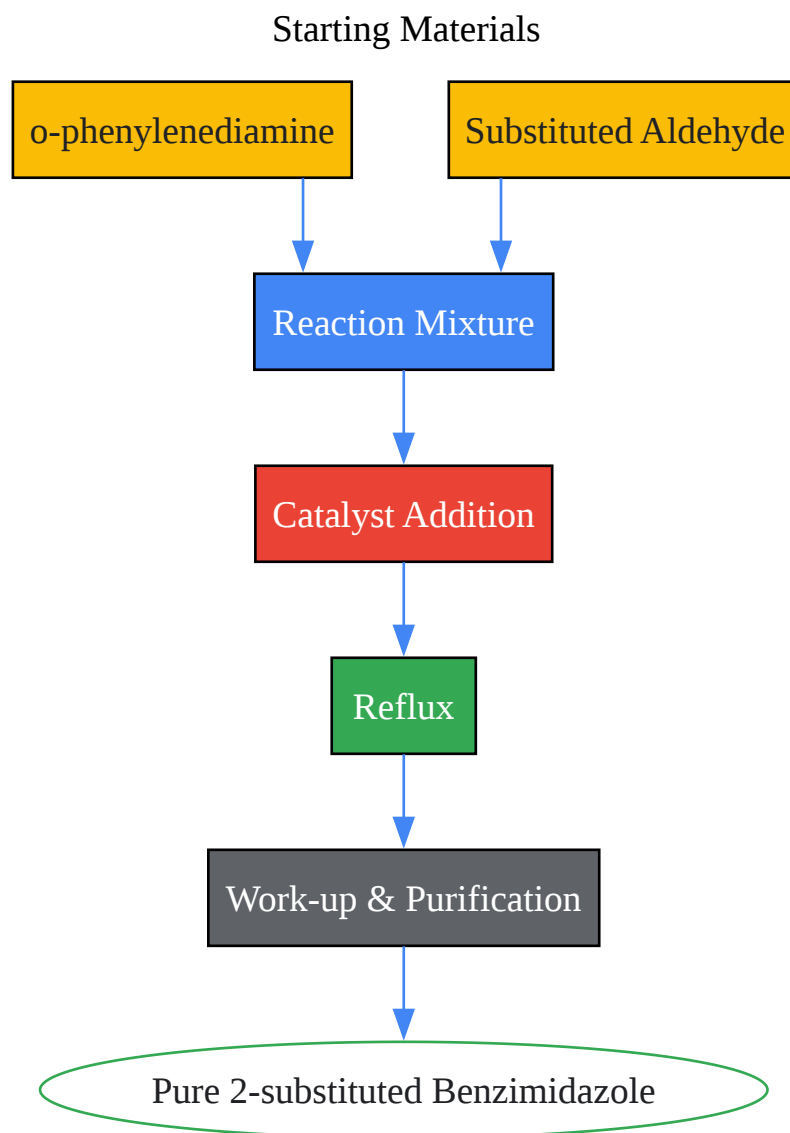 Starting Materials
o-phenylenediamine
Substituted Aldehyde
Reaction Mixture
Catalyst Addition
Reflux
Work-up & Purification
Pure 2-substituted Benzimidazole